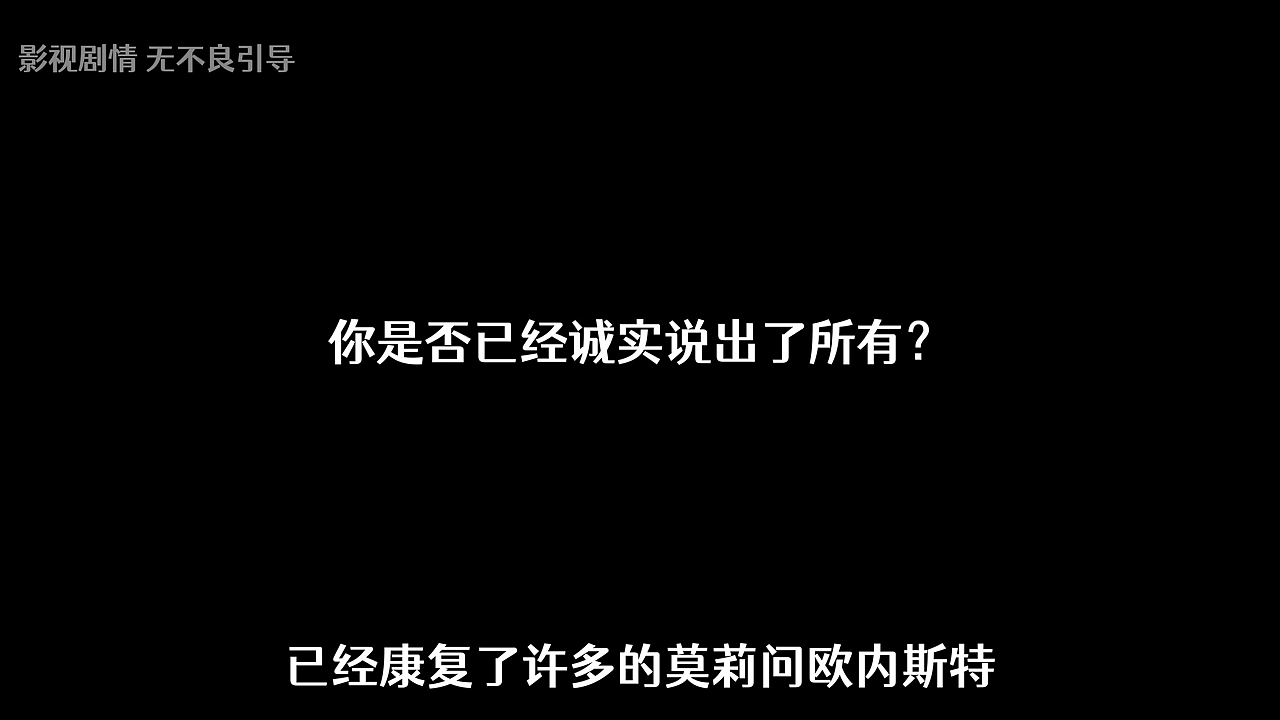 影视剧情 无不良引导
你是否已经诚实说出了所有？
已经康复了许多的莫莉问欧内斯特